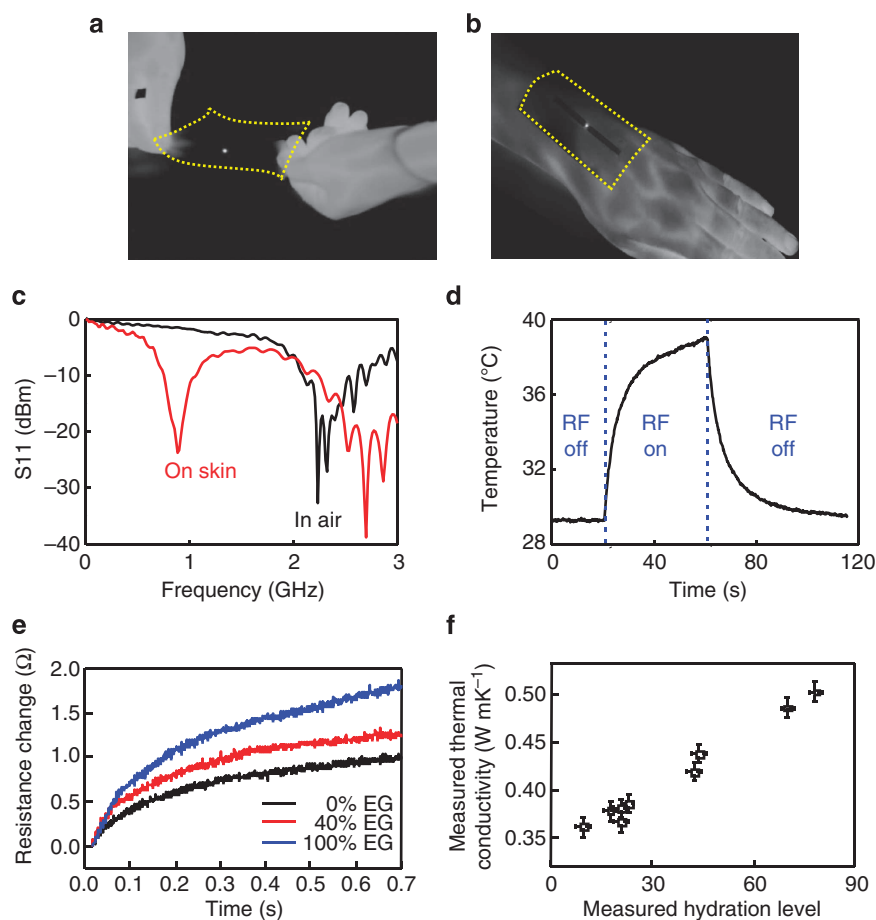 a
b
c
0
−10
−20
−30
−40
S11 (dBm)
On skin
In air
0
1
2
3
Frequency (GHz)
d
40
36
32
28
Temperature (°C)
RF off
RF on
RF off
0
40
80
120
Time (s)
e
2.0
1.5
1.0
0.5
0.0
Resistance change (Ω)
0% EG
40% EG
100% EG
0.0
0.1
0.2
0.3
0.4
0.5
0.6
0.7
Time (s)
f
0.50
0.45
0.40
0.35
Measured thermal
conductivity (W mK⁻¹)
0
30
60
90
Measured hydration level